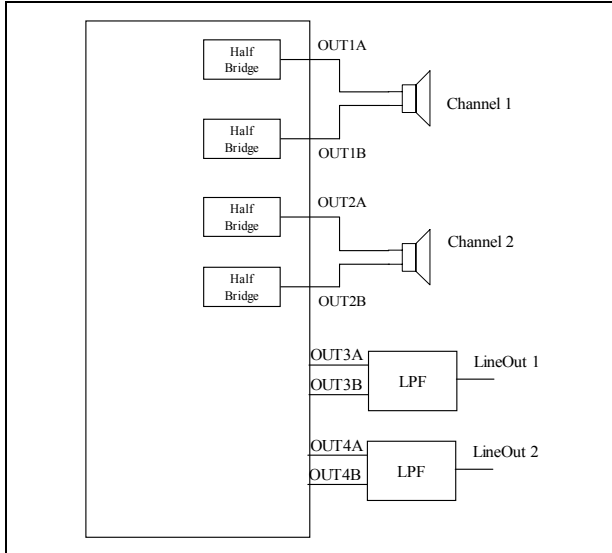 Half
Bridge
OUT1A
Channel 1
Half
Bridge
OUT1B
OUT2A
Half
Bridge
Channel 2
Half
Bridge
OUT2B
OUT3A
LineOut 1
OUT3B
LPF
OUT4A
LineOut 2
OUT4B
LPF